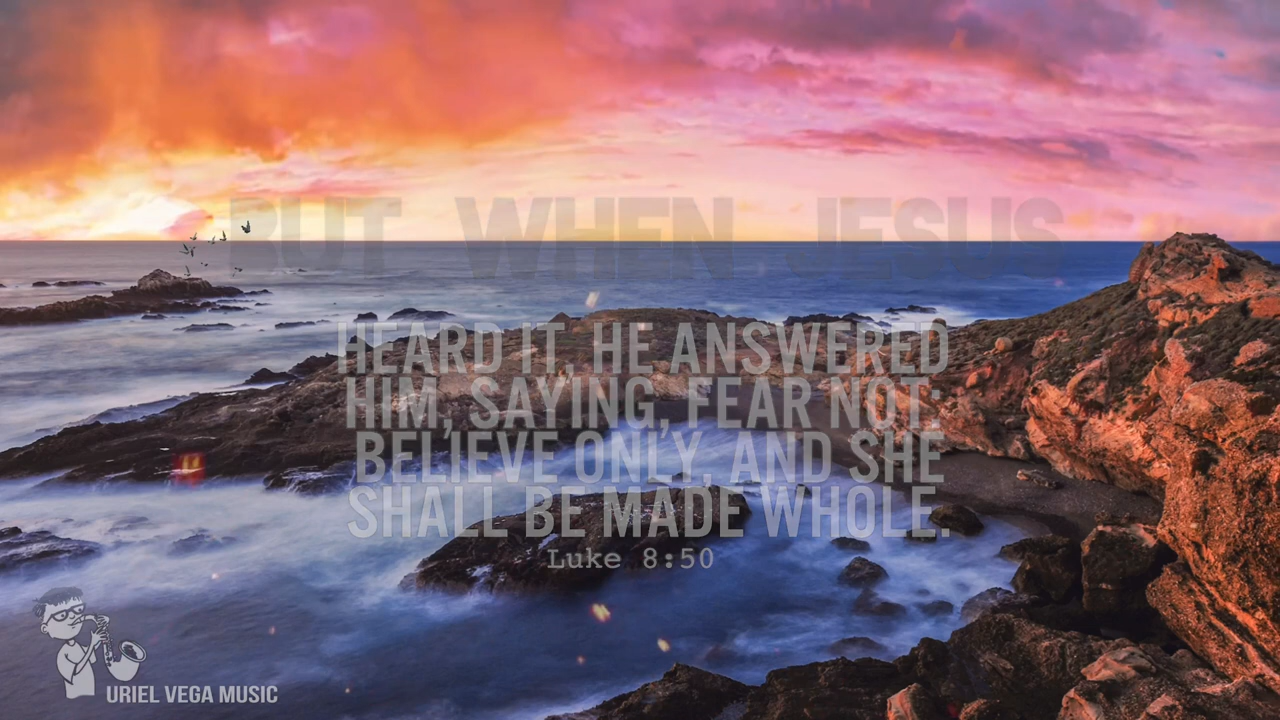 BUT WHEN JESUS
HEARD IT, HE ANSWERED
HIM, SAYING, FEAR NOT:
BELIEVE ONLY, AND SHE
SHALL BE MADE WHOLE.
Luke 8:50
URIEL VEGA MUSIC